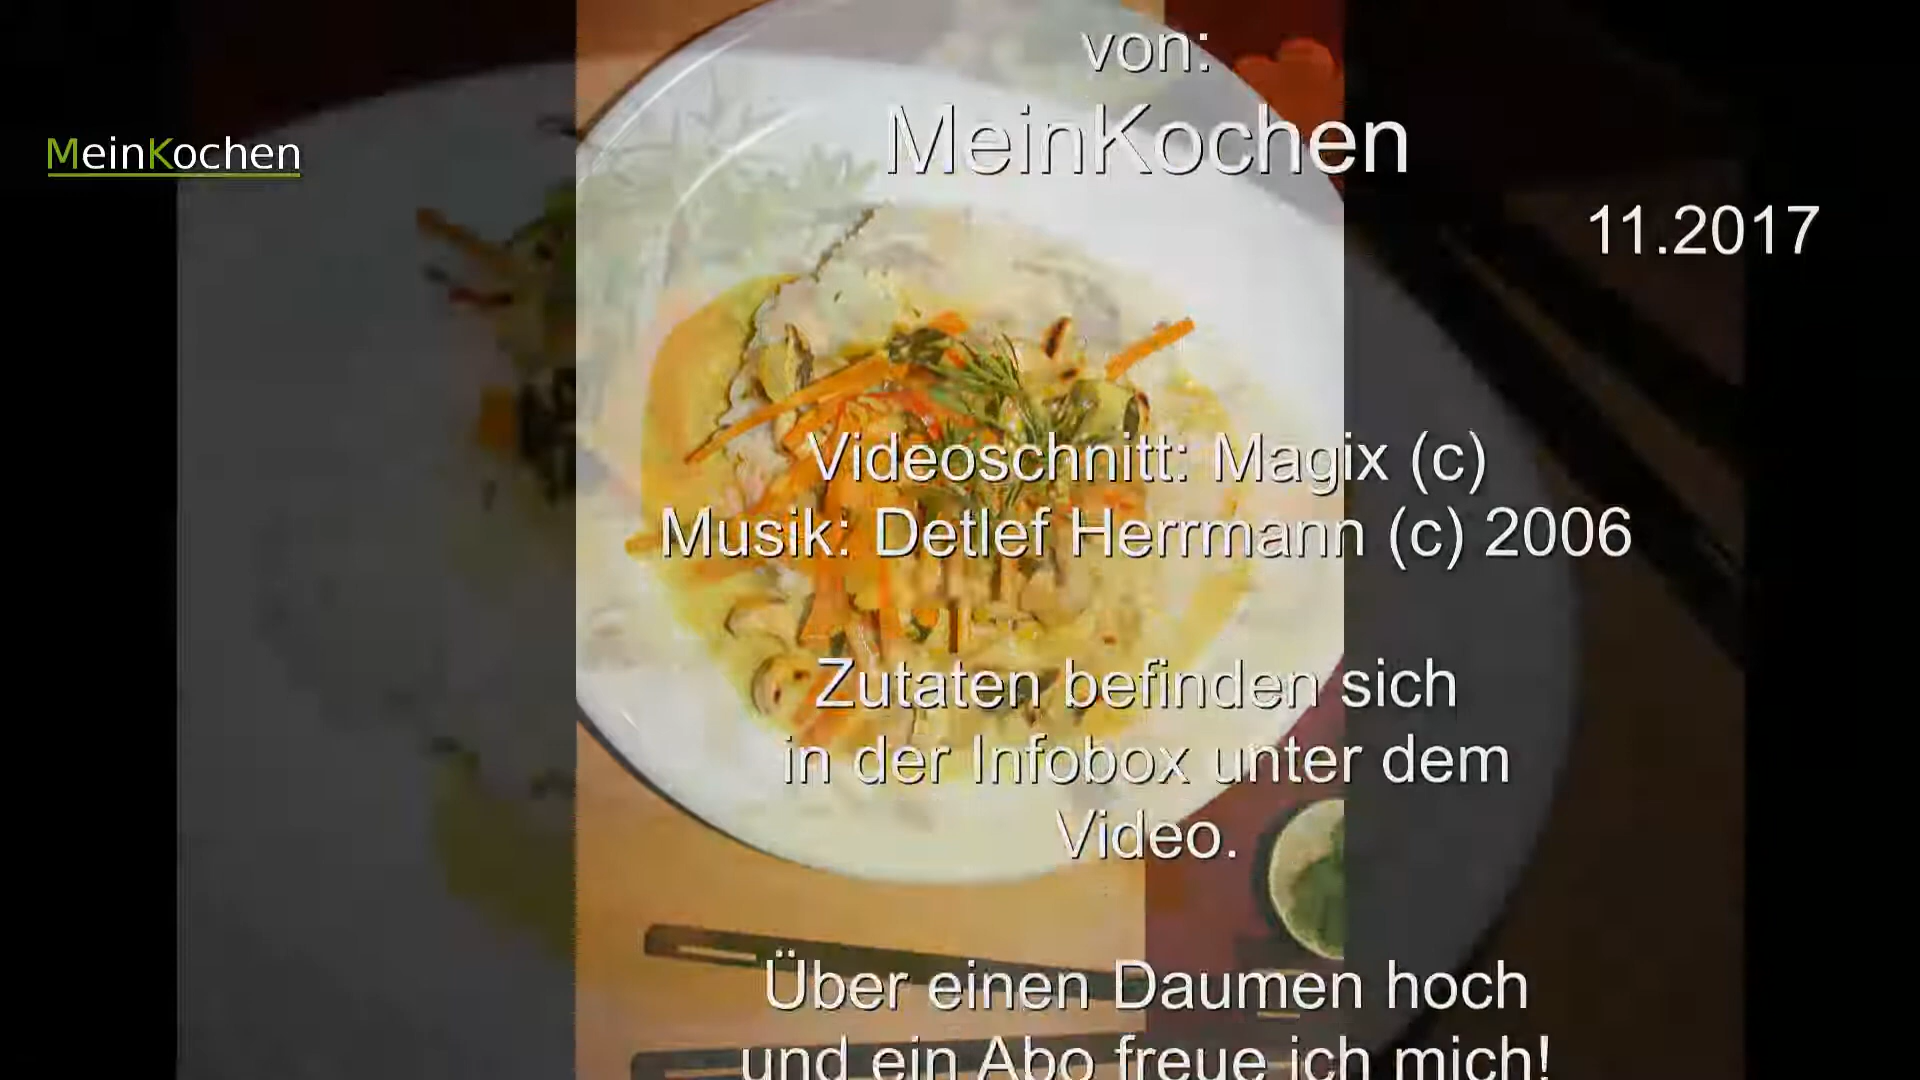 von:
MeinKochen
MeinKochen
11.2017
Videoschnitt: Magix (c)
Musik: Detlef Herrmann (c) 2006
Zutaten befinden sich
in der Infobox unter dem
Video.
Über einen Daumen hoch
und ein Abo freue ich mich!